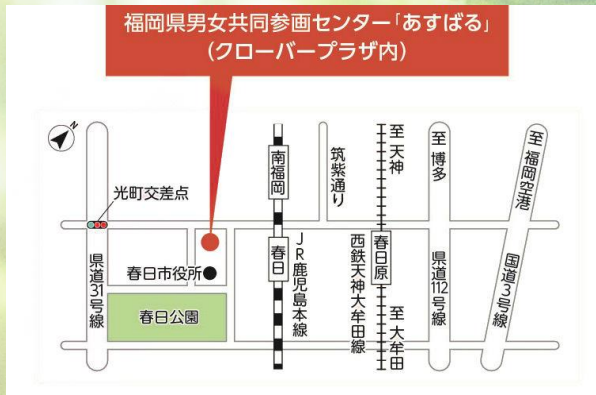 福岡県男女共同参画センター「あすばる」
(クローバープラザ内)
N
光町交差点
県道31号線
春日市役所
春日公園
南福岡
春日
JR鹿児島本線
筑紫通り
至天神
春日原
西鉄天神大牟田線
至大牟田
至博多
県道112号線
至福岡空港
国道3号線